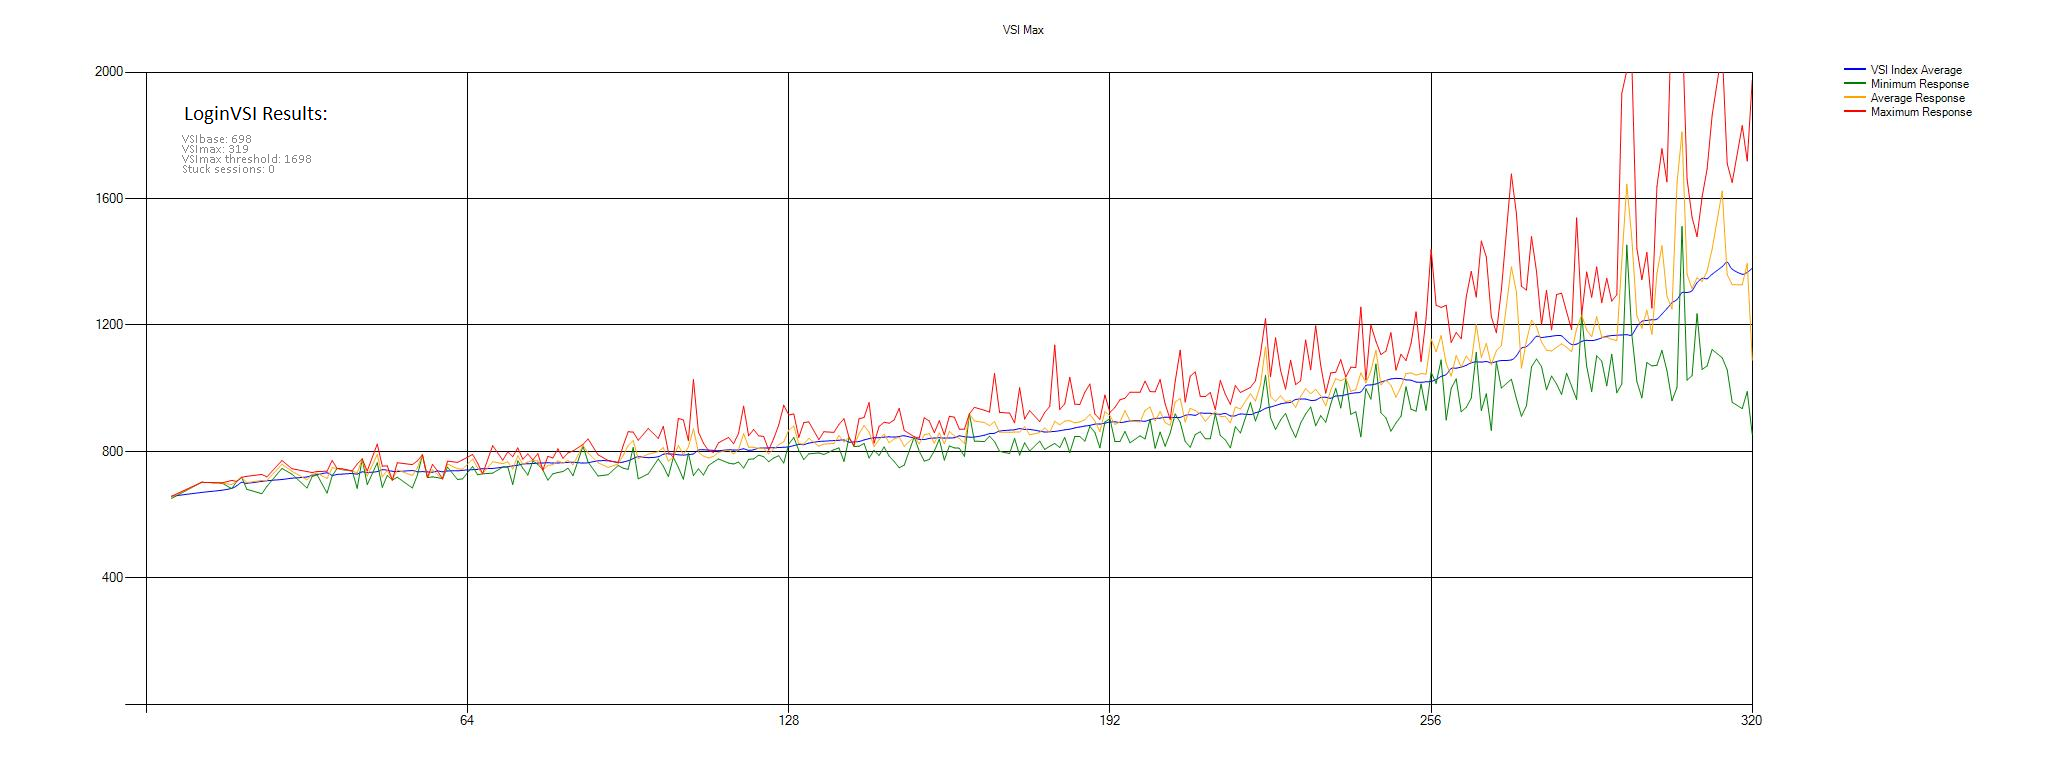 VSI Max
2000
1600
1200
800
400
64
128
192
256
320
LoginVSI Results:
VSIbase: 698
VSImax: 319
VSImax threshold: 1698
Stuck sessions: 0
VSI Index Average
Minimum Response
Average Response
Maximum Response